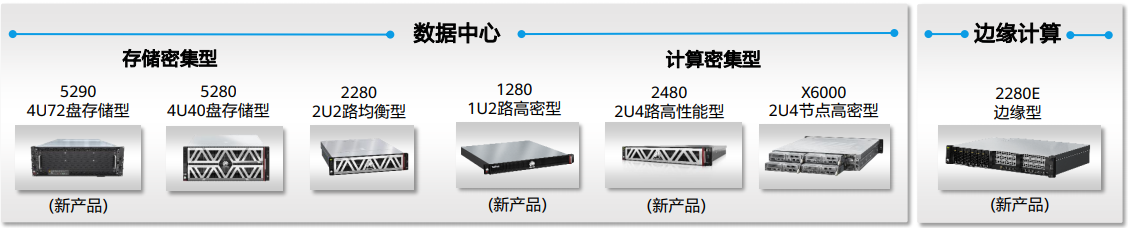 数据中心
边缘计算
存储密集型
计算密集型
5290
4U72盘存储型
5280
4U40盘存储型
2280
2U2路均衡型
1280
1U2路高密型
2480
2U4路高性能型
X6000
2U4节点高密型
2280E
边缘型
(新产品)
(新产品)
(新产品)
(新产品)